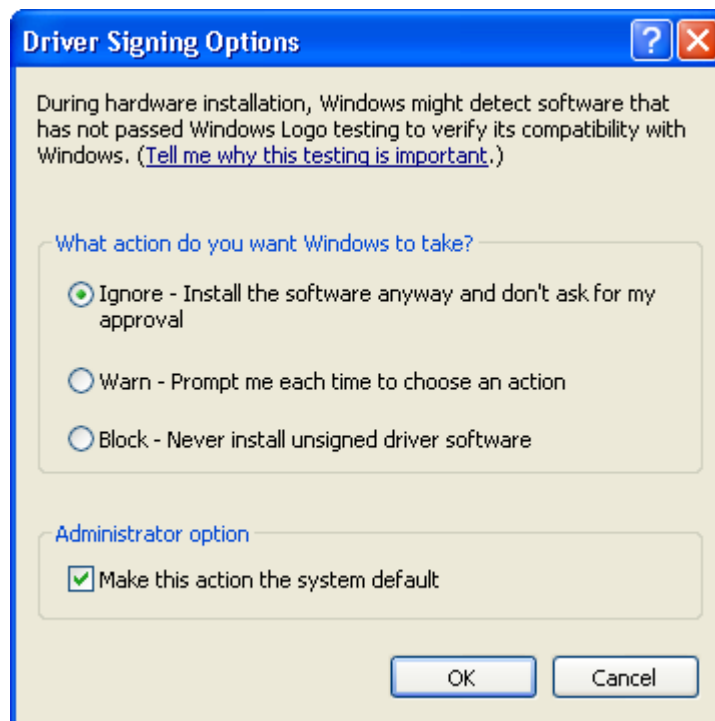 Driver Signing Options
During hardware installation, Windows might detect software that
has not passed Windows Logo testing to verify its compatibility with
Windows. (Tell me why this testing is important.)
What action do you want Windows to take?
Ignore - Install the software anyway and don't ask for my
approval
Warn - Prompt me each time to choose an action
Block - Never install unsigned driver software
Administrator option
Make this action the system default
OK Cancel